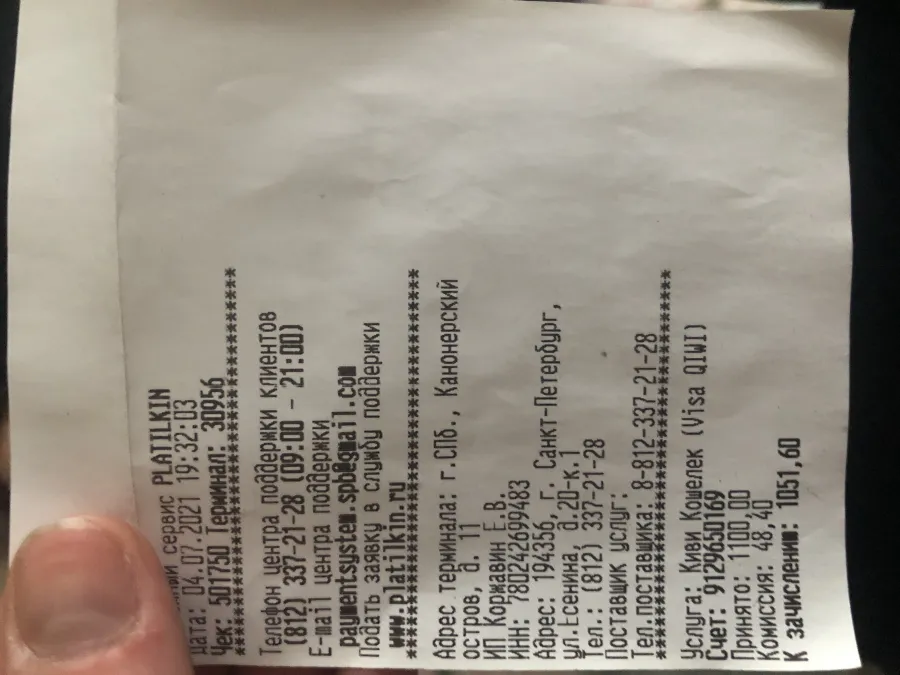 сервис PLATILKIN
Дата: 04.07.2021 19:32:03
Чек: 501750 Терминал: 30956
**************************************
Телефон центра поддержки клиентов
(812) 337-21-28 (09:00 - 21:00)
E-mail центра поддержки
paymentsystem.spb@gmail.com
Подать заявку в службу поддержки
www.platilkin.ru
**************************************
Адрес терминала: г.СПб., Канонерский
остров, д. 11
ИП Коржавин Е.В.
ИНН: 780242699483
Адрес: 194356, г. Санкт-Петербург,
ул.Есенина, д.20-к.1
Тел.: (812) 337-21-28
Поставщик услуг:
Тел.поставщика: 8-812-337-21-28
**************************************
Услуга: Киви Кошелек (Visa QIWI)
Счет: 9129650169
Принято: 1100,00
Комиссия: 48,40
К зачислению: 1051,60